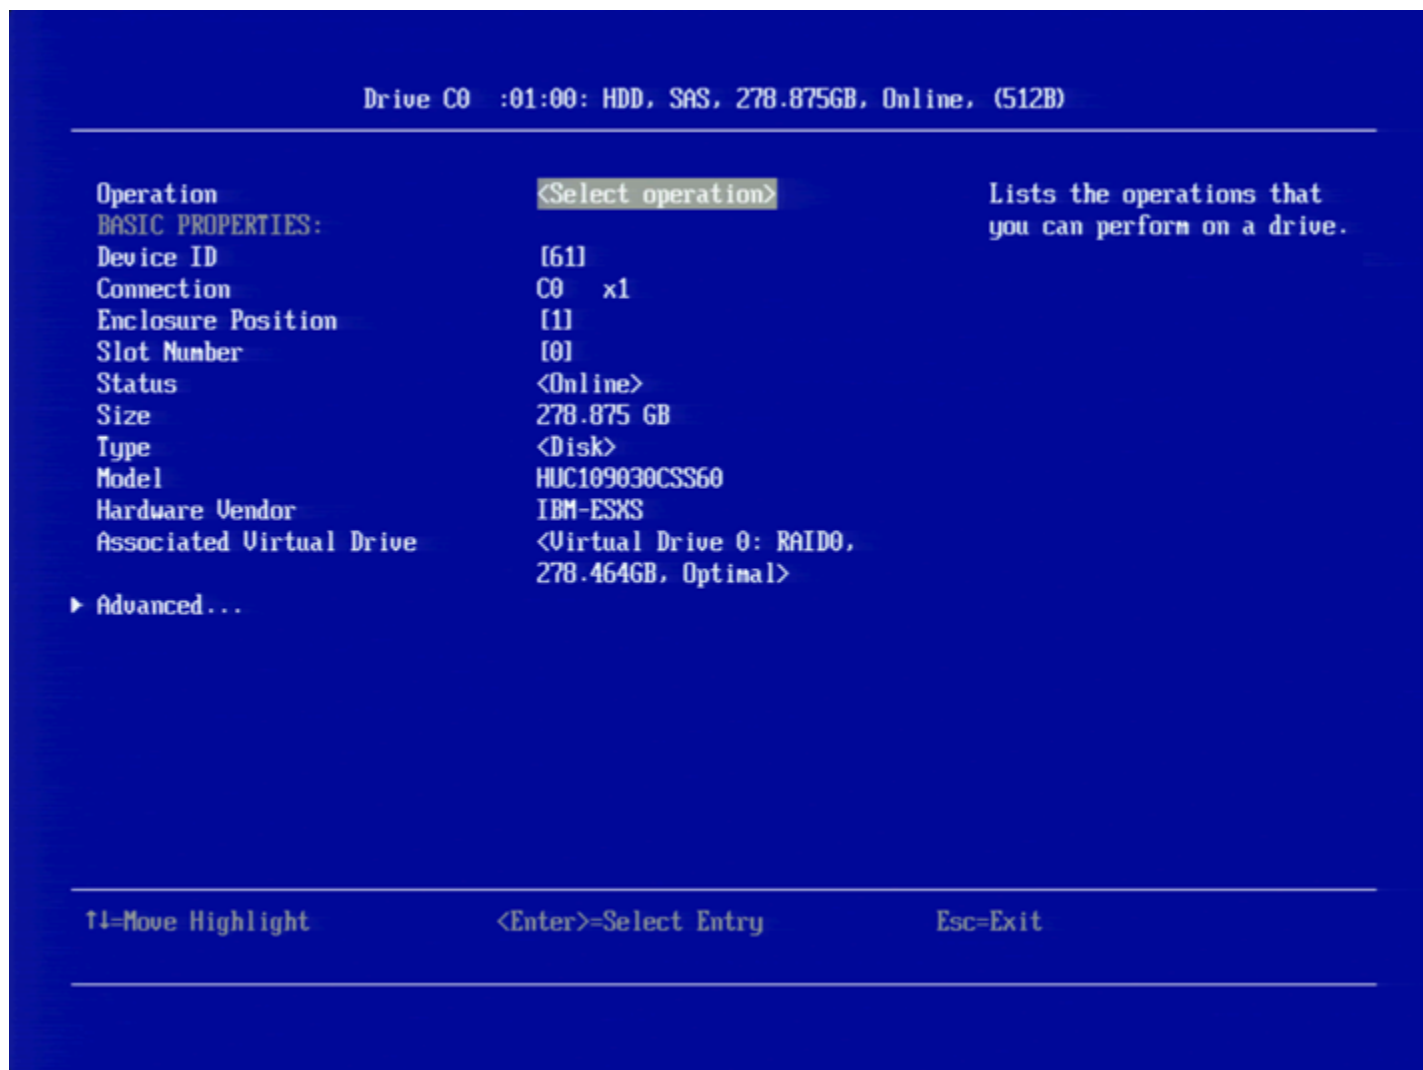 Drive C0 :01:00: HDD, SAS, 278.875GB, Online, (512B)
Operation <Select operation> Lists the operations that
BASIC PROPERTIES: you can perform on a drive.
Device ID [61]
Connection C0 x1
Enclosure Position [1]
Slot Number [0]
Status <Online>
Size 278.875 GB
Type <Disk>
Model HUC109030CSS60
Hardware Vendor IBM-ESXS
Associated Virtual Drive <Virtual Drive 0: RAID0,
278.464GB, Optimal>
▶ Advanced...
↑↓=Move Highlight <Enter>=Select Entry Esc=Exit